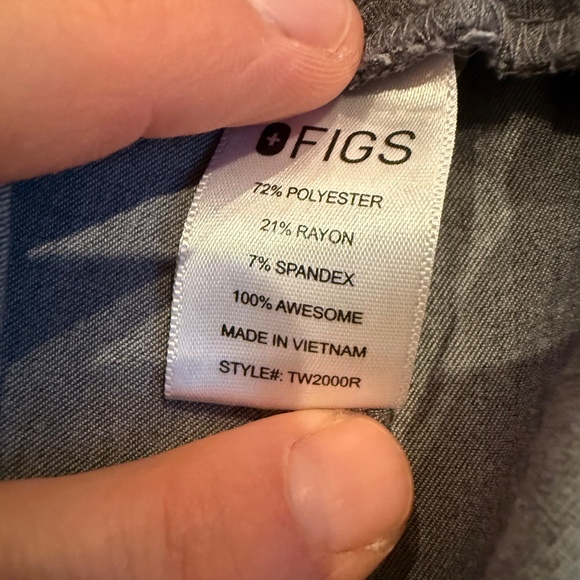 FIGS
72% POLYESTER
21% RAYON
7% SPANDEX
100% AWESOME
MADE IN VIETNAM
STYLE#: TW2000R